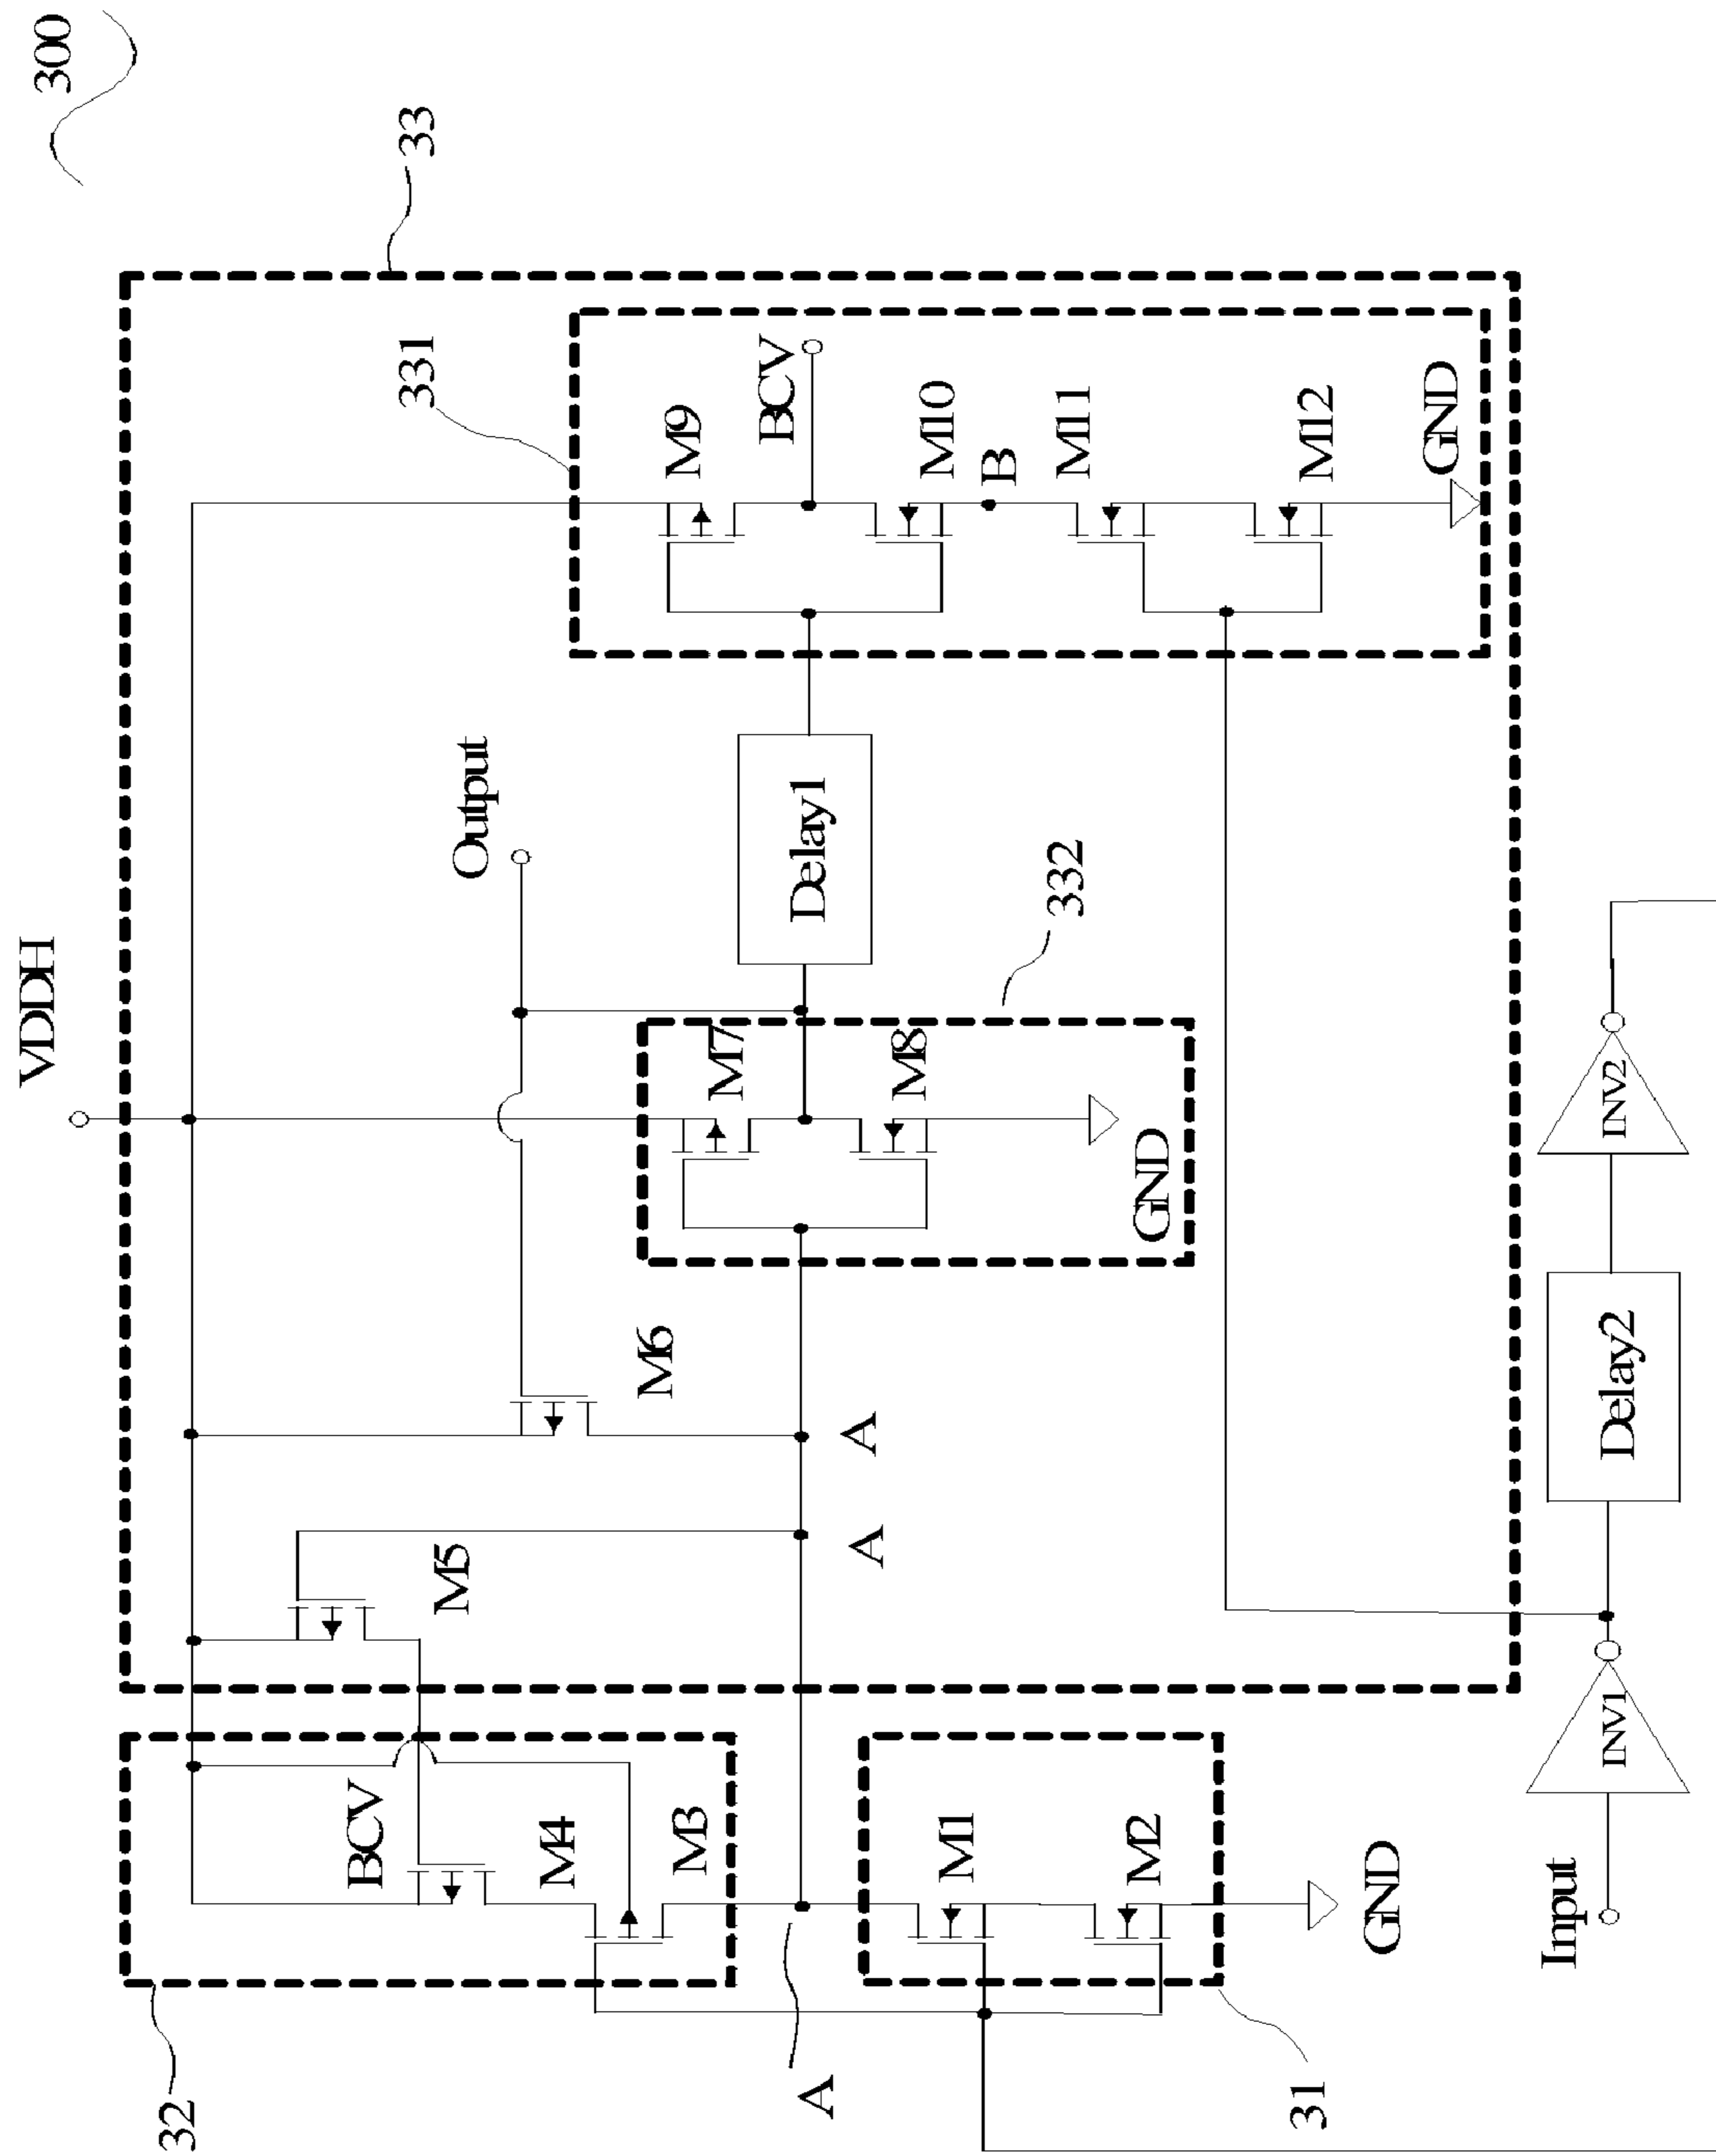 300
VDDH
33
331
Output
M9
BCV
M10
B
M11
M12
GND
Delay1
332
M7
M8
GND
M6
A
A
M5
BCV
M4
M3
M1
M2
GND
32
A
31
Input
INV1
Delay2
INV2